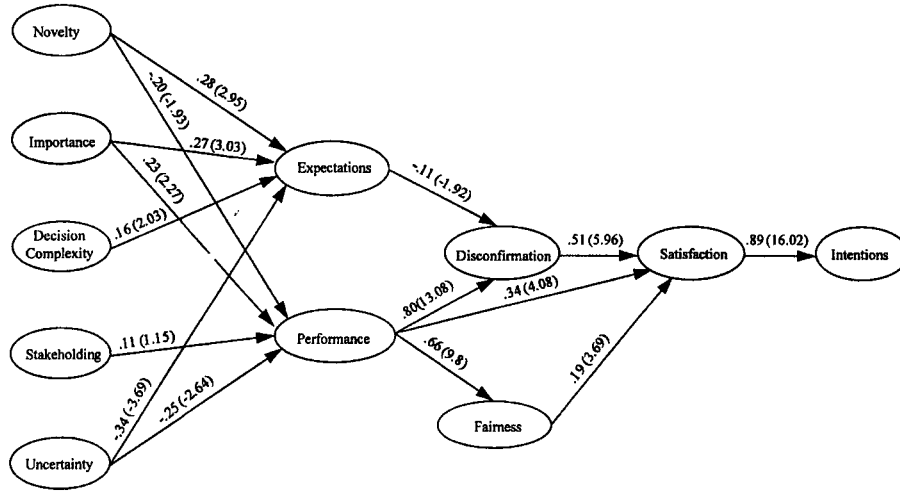 Novelty
.28 (2.95)
-.20 (-1.93)
Importance
.27 (3.03)
.23 (2.27)
Expectations
-.11 (-1.92)
Decision
Complexity
.16 (2.03)
Disconfirmation
.51 (5.96)
Satisfaction
.89 (16.02)
Intentions
.80(13.08)
.34 (4.08)
Stakeholding
.11 (1.15)
Performance
.66 (9.8)
.19 (3.69)
-.34 (-3.69)
-.25 (-2.64)
Fairness
Uncertainty